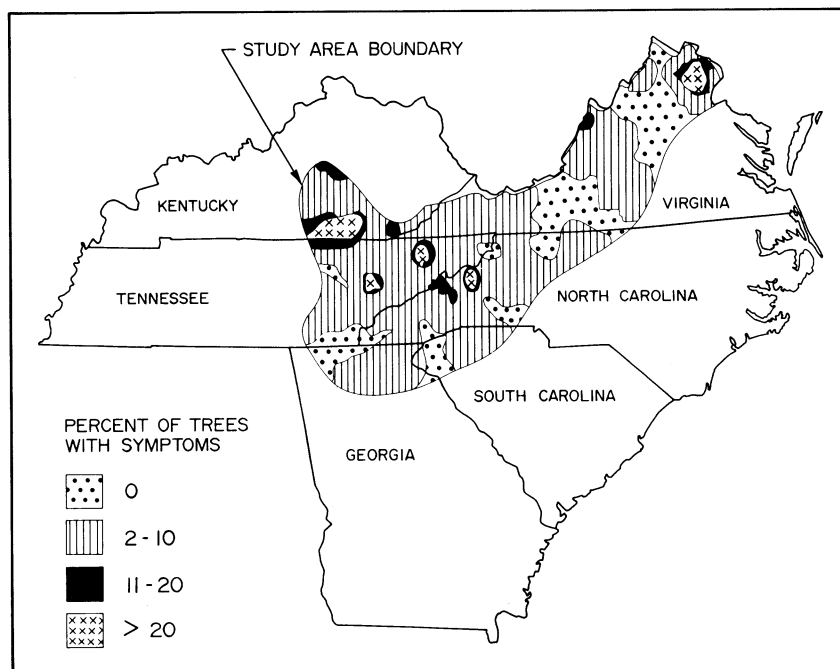 STUDY AREA BOUNDARY
KENTUCKY
VIRGINIA
TENNESSEE
NORTH CAROLINA
SOUTH CAROLINA
GEORGIA
PERCENT OF TREES
WITH SYMPTOMS
0
2-10
11-20
> 20